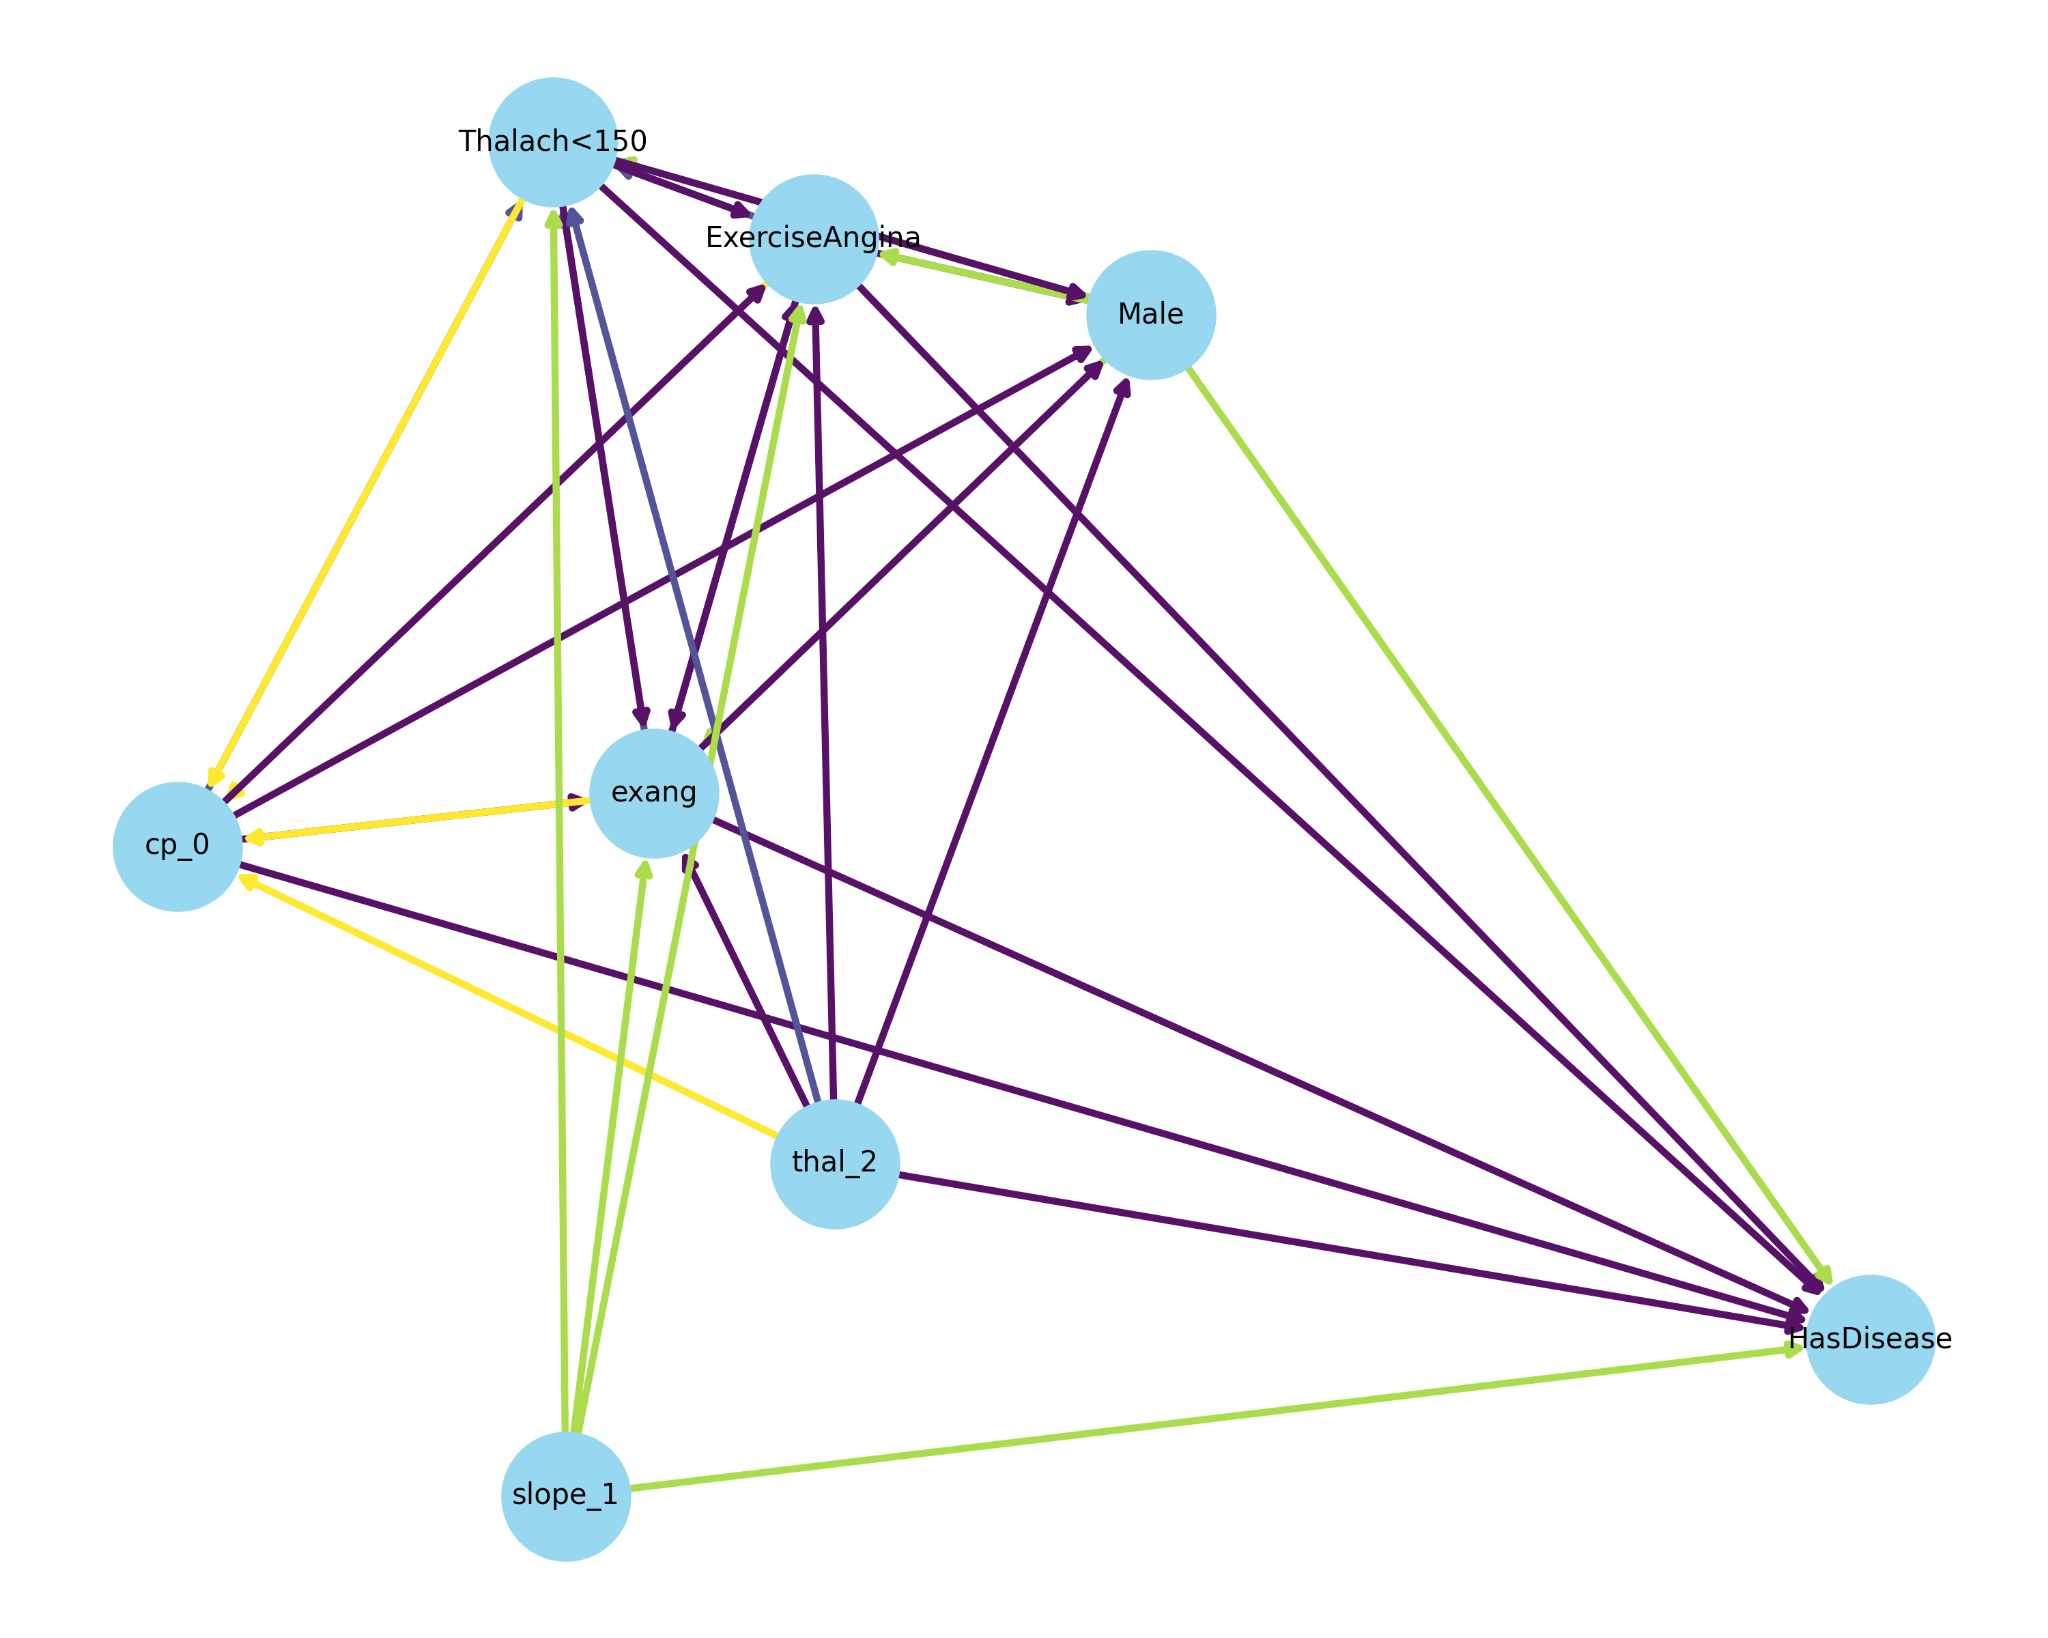 Thalach<150
ExerciseAngina
Male
exang
cp_0
thal_2
HasDisease
slope_1